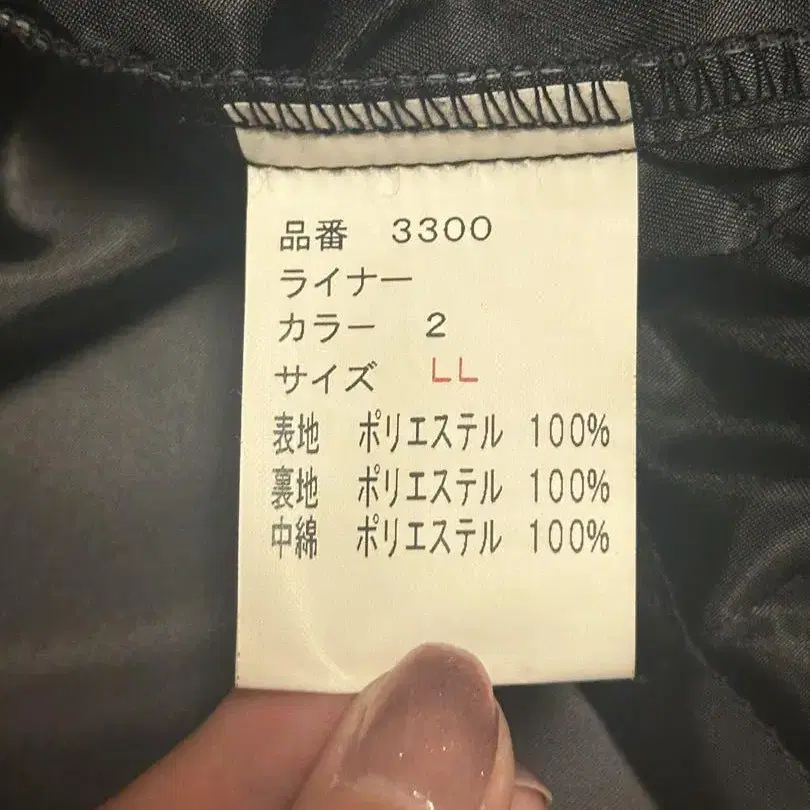 品番 3300
ライナー
カラー 2
サイズ LL
表地 ポリエステル 100%
裏地 ポリエステル 100%
中綿 ポリエステル 100%